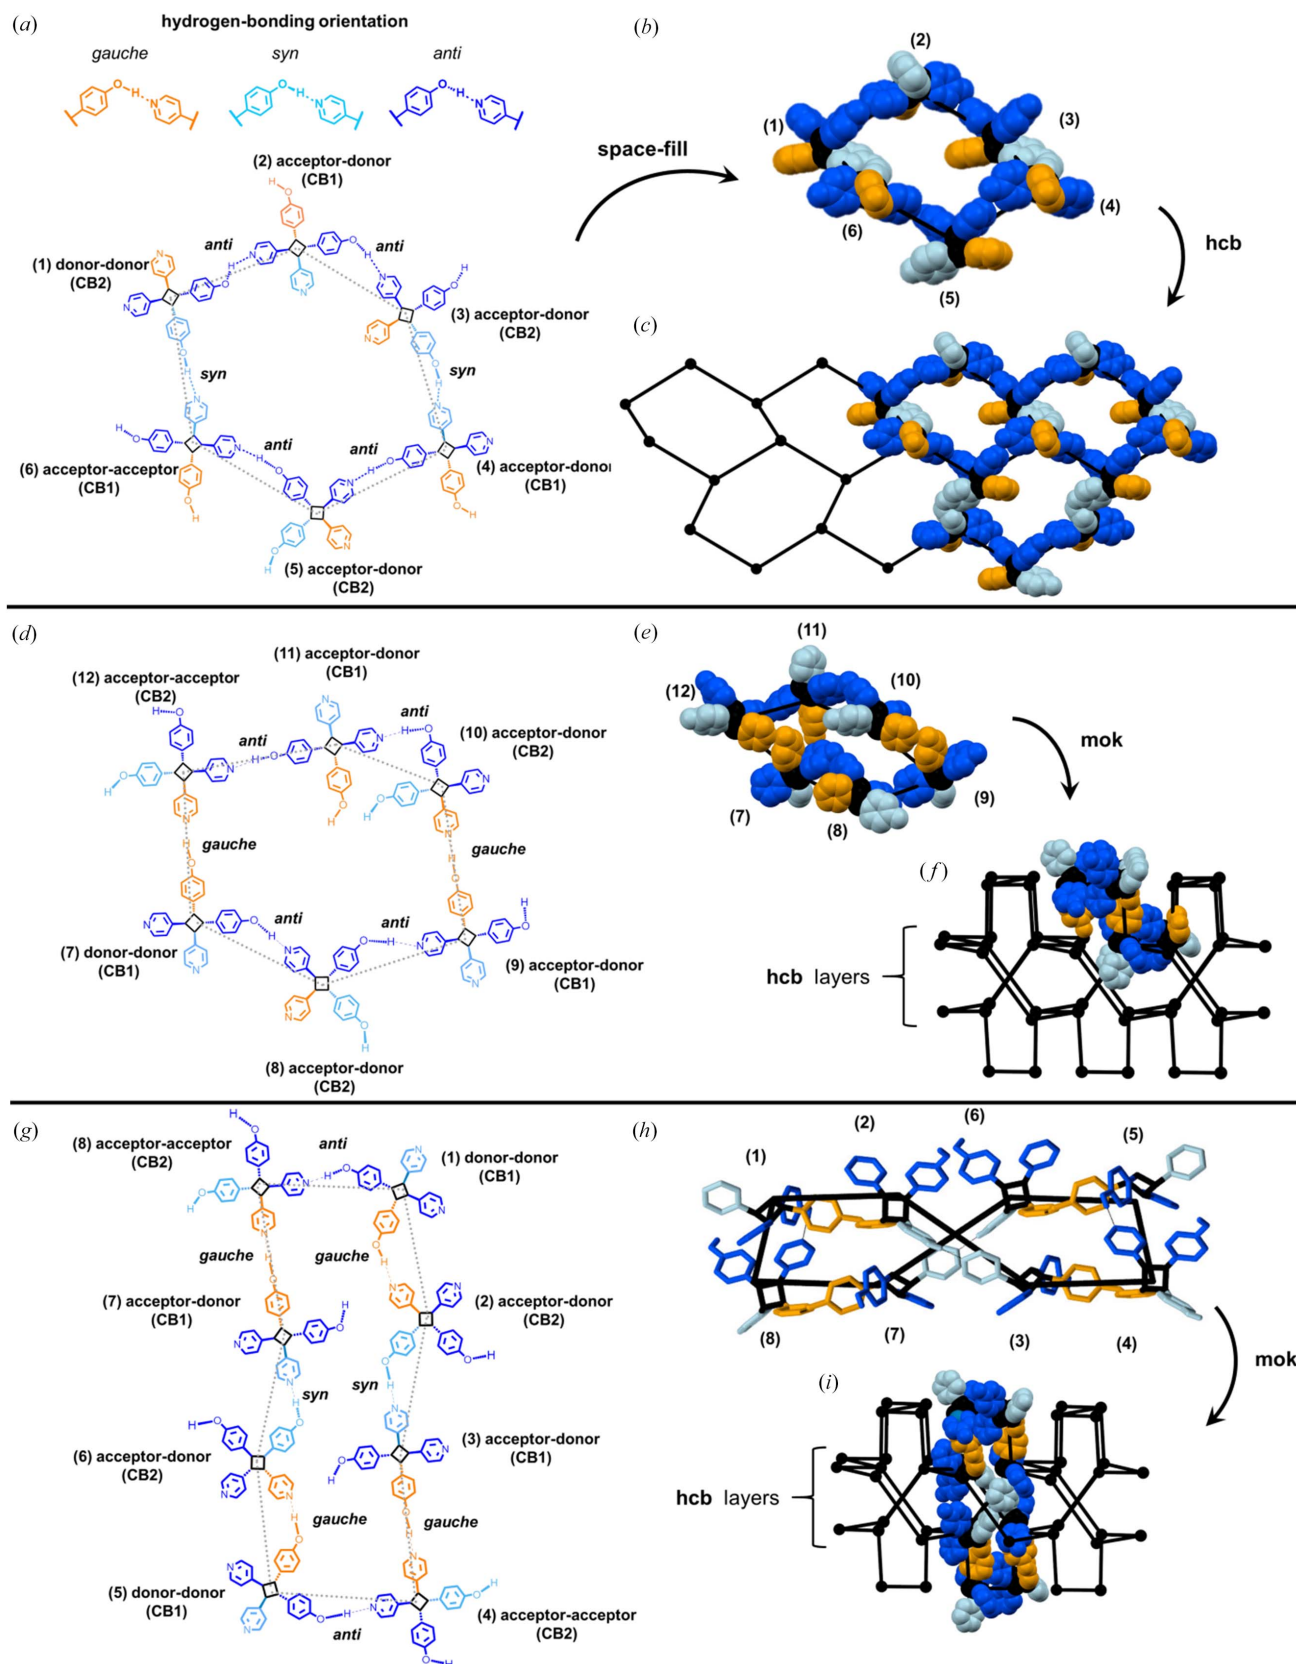 (a)
hydrogen-bonding orientation
gauche
syn
anti
O
H
N
O
H
N
O
H
N
(2) acceptor-donor
(CB1)
(1) donor-donor
(CB2)
anti
anti
(3) acceptor-donor
(CB2)
syn
syn
(6) acceptor-acceptor
(CB1)
anti
anti
(4) acceptor-donor
(CB1)
(5) acceptor-donor
(CB2)
space-fill
(b)
(2)
(1)
(3)
(4)
(6)
(5)
hcb
(c)
(d)
(11) acceptor-donor
(CB1)
(12) acceptor-acceptor
(CB2)
anti
anti
(10) acceptor-donor
(CB2)
gauche
gauche
(7) donor-donor
(CB1)
anti
anti
(9) acceptor-donor
(CB1)
(8) acceptor-donor
(CB2)
(e)
(11)
(12)
(10)
(7)
(8)
(9)
mok
(f)
hcb layers
(g)
(8) acceptor-acceptor
(CB2)
anti
(1) donor-donor
(CB1)
gauche
gauche
(7) acceptor-donor
(CB1)
(2) acceptor-donor
(CB2)
syn
syn
(6) acceptor-donor
(CB2)
(3) acceptor-donor
(CB1)
gauche
gauche
(5) donor-donor
(CB1)
anti
(4) acceptor-acceptor
(CB2)
(h)
(1)
(2)
(6)
(5)
(8)
(7)
(3)
(4)
mok
(i)
hcb layers